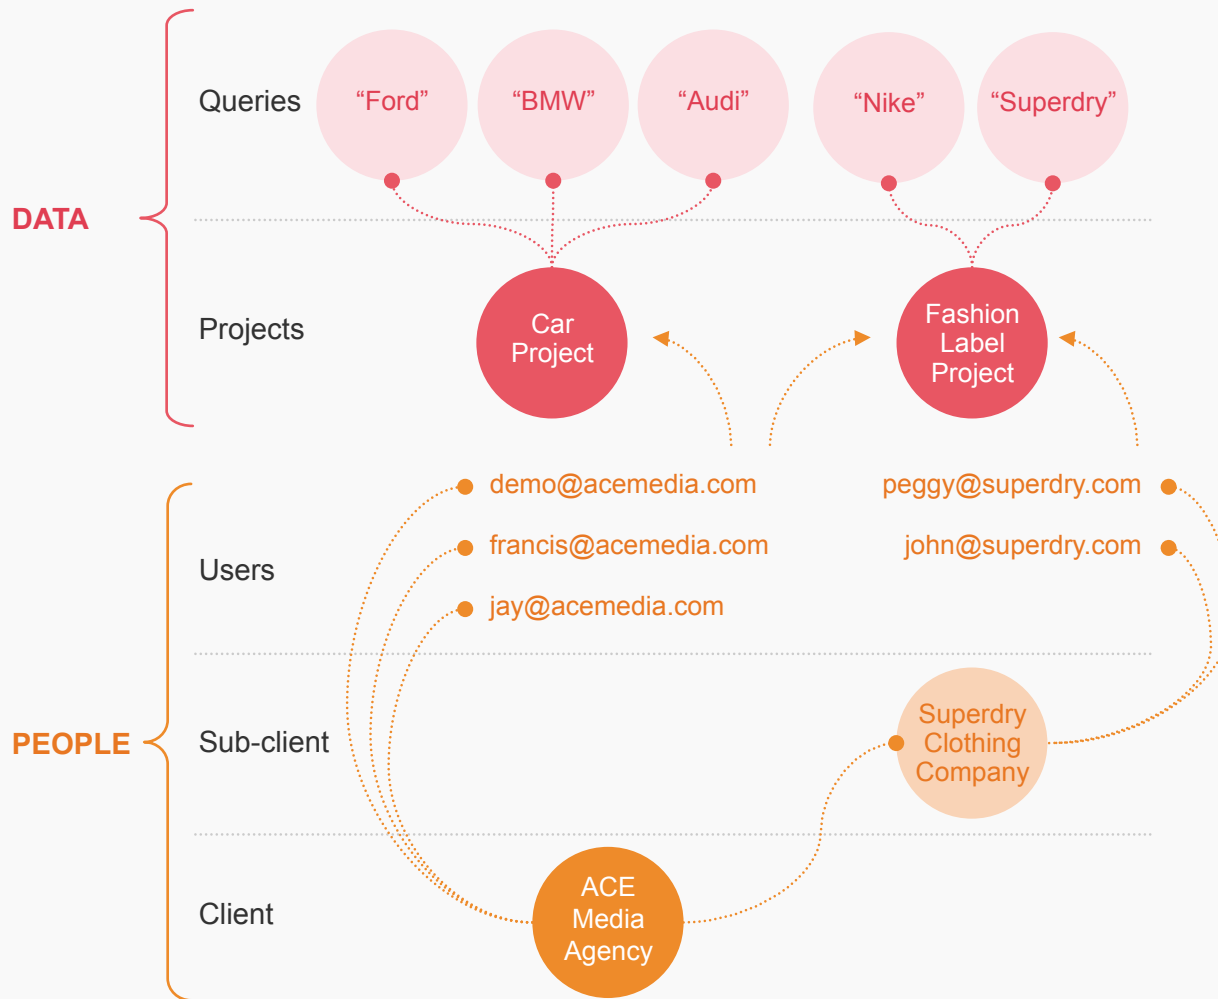 Queries
“Ford”
“BMW”
“Audi”
“Nike”
“Superdry”
DATA
Projects
Car
Project
Fashion
Label
Project
demo@acemedia.com
peggy@superdry.com
francis@acemedia.com
john@superdry.com
Users
jay@acemedia.com
PEOPLE
Sub-client
Superdry
Clothing
Company
Client
ACE
Media
Agency